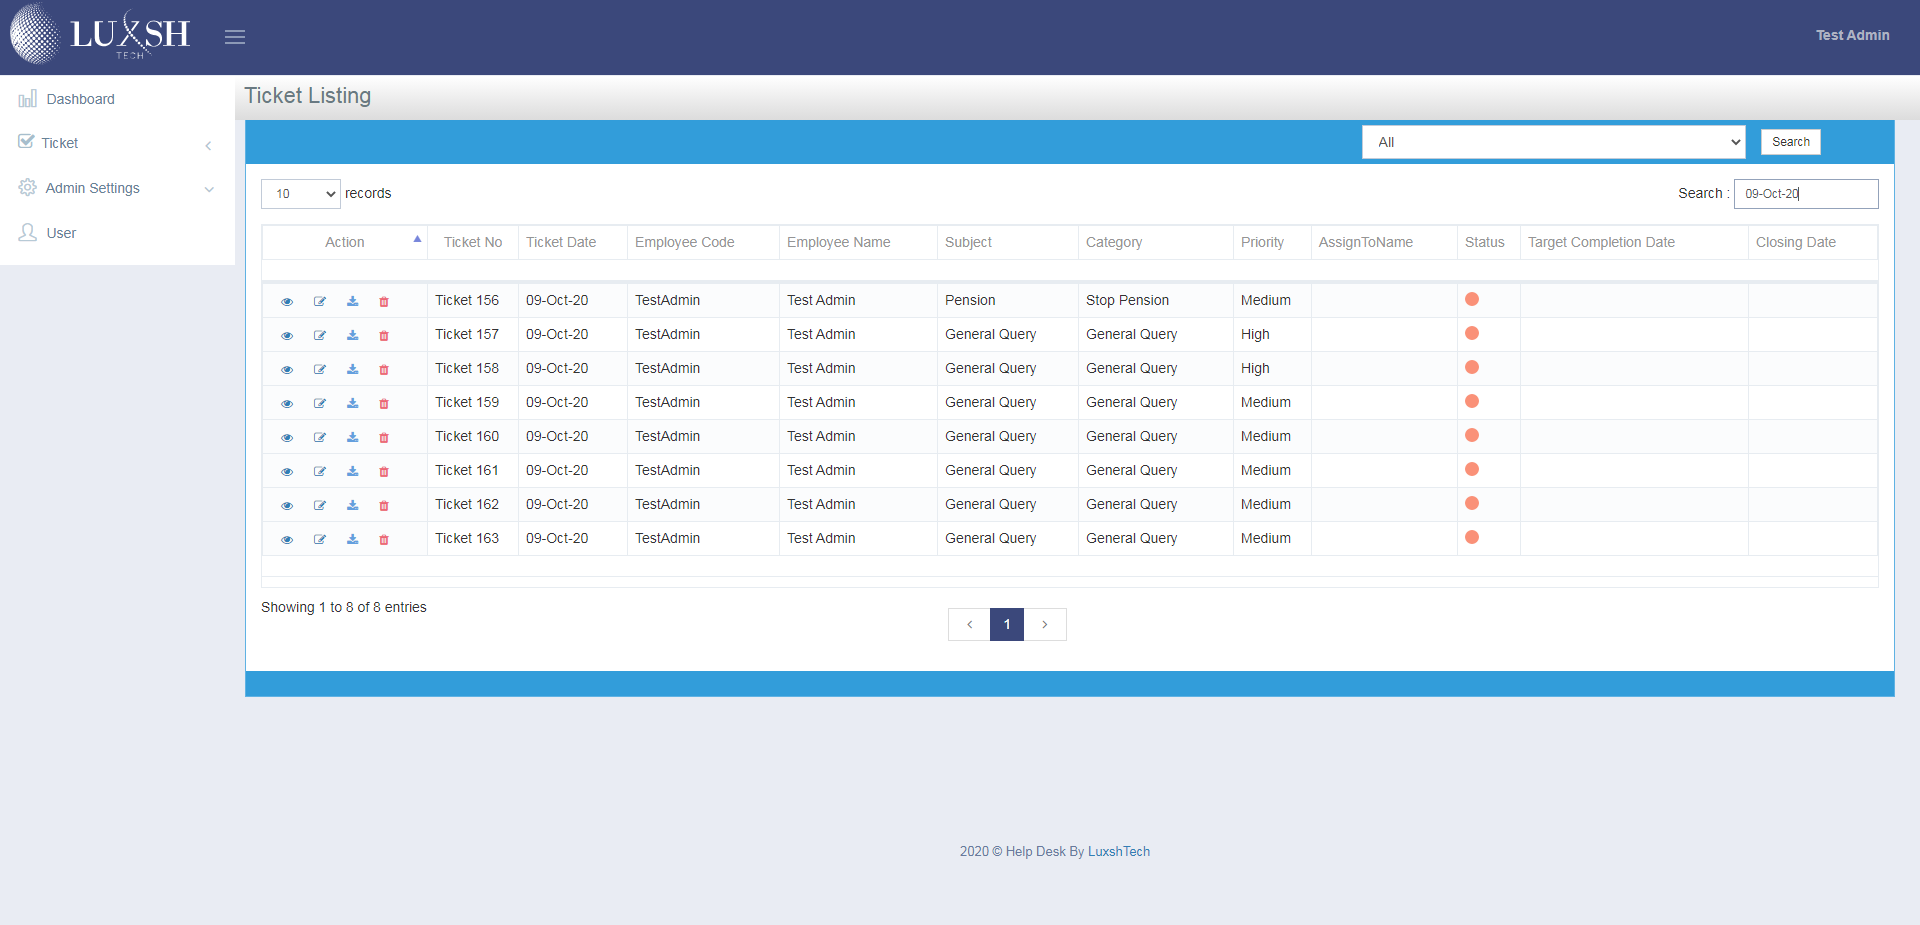 LUXSH
TECH
Test Admin
Dashboard
Ticket
Admin Settings
User
Ticket Listing
All
Search
10 records
Search : 09-Oct-20
Action Ticket No Ticket Date Employee Code Employee Name Subject Category Priority AssignToName Status Target Completion Date Closing Date
Ticket 156 09-Oct-20 TestAdmin Test Admin Pension Stop Pension Medium
Ticket 157 09-Oct-20 TestAdmin Test Admin General Query General Query High
Ticket 158 09-Oct-20 TestAdmin Test Admin General Query General Query High
Ticket 159 09-Oct-20 TestAdmin Test Admin General Query General Query Medium
Ticket 160 09-Oct-20 TestAdmin Test Admin General Query General Query Medium
Ticket 161 09-Oct-20 TestAdmin Test Admin General Query General Query Medium
Ticket 162 09-Oct-20 TestAdmin Test Admin General Query General Query Medium
Ticket 163 09-Oct-20 TestAdmin Test Admin General Query General Query Medium
Showing 1 to 8 of 8 entries
1
2020 © Help Desk By LuxshTech